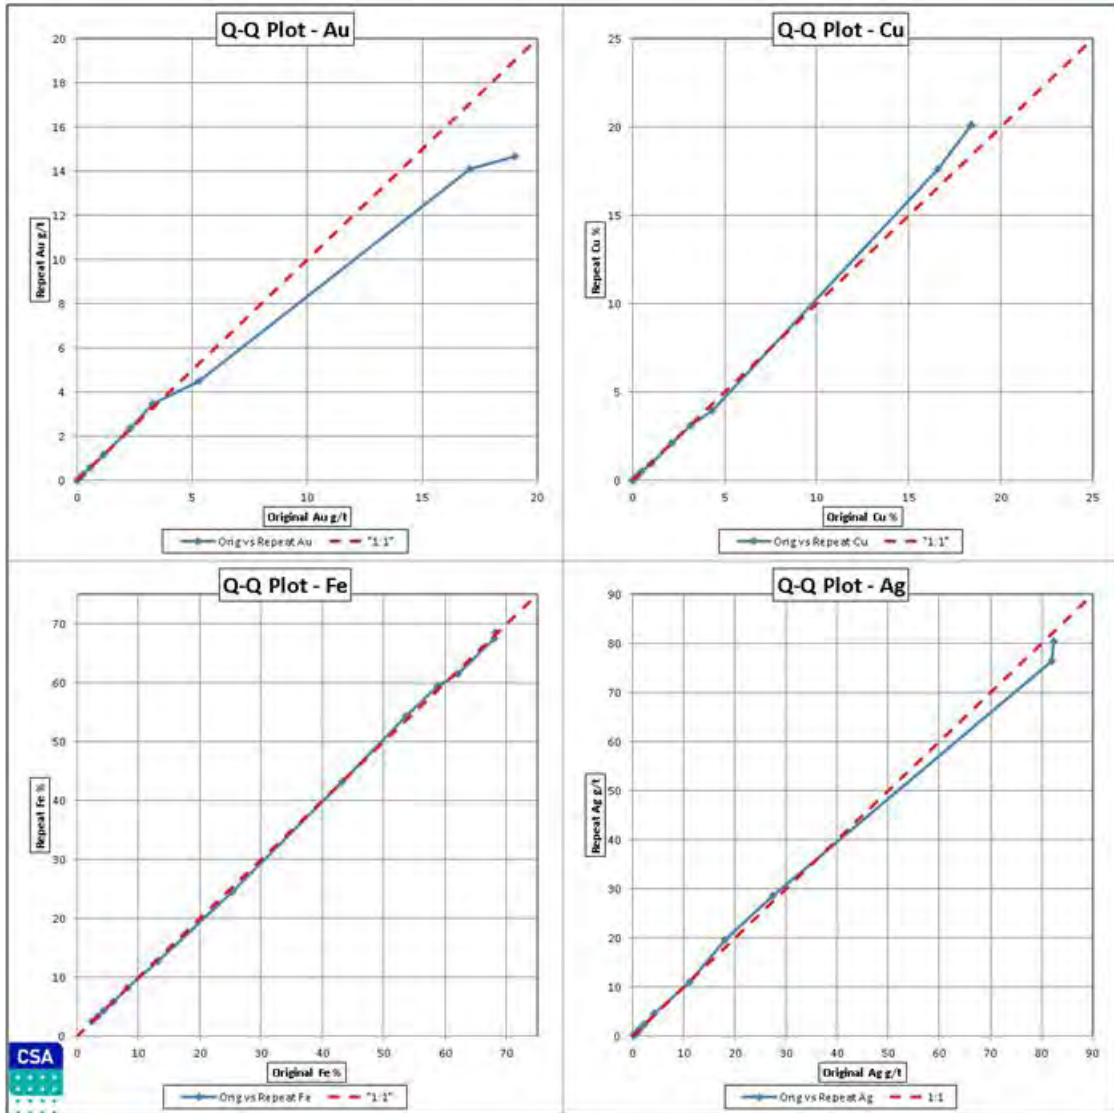 Q-Q Plot - Au
20
18
16
14
12
10
8
6
4
2
0
Repeat Au g/t
0 5 10 15 20
Original Au g/t
Orig vs Repeat Au "1:1"
Q-Q Plot - Cu
25
20
15
10
5
0
Repeat Cu %
0 5 10 15 20 25
Original Cu %
Orig vs Repeat Cu "1:1"
Q-Q Plot - Fe
70
60
50
40
30
20
10
0
Repeat Fe %
0 10 20 30 40 50 60 70
Original Fe %
Orig vs Repeat Fe "1:1"
Q-Q Plot - Ag
90
80
70
60
50
40
30
20
10
0
Repeat Ag g/t
0 10 20 30 40 50 60 70 80 90
Original Ag g/t
Orig vs Repeat Ag 1:1
CSA